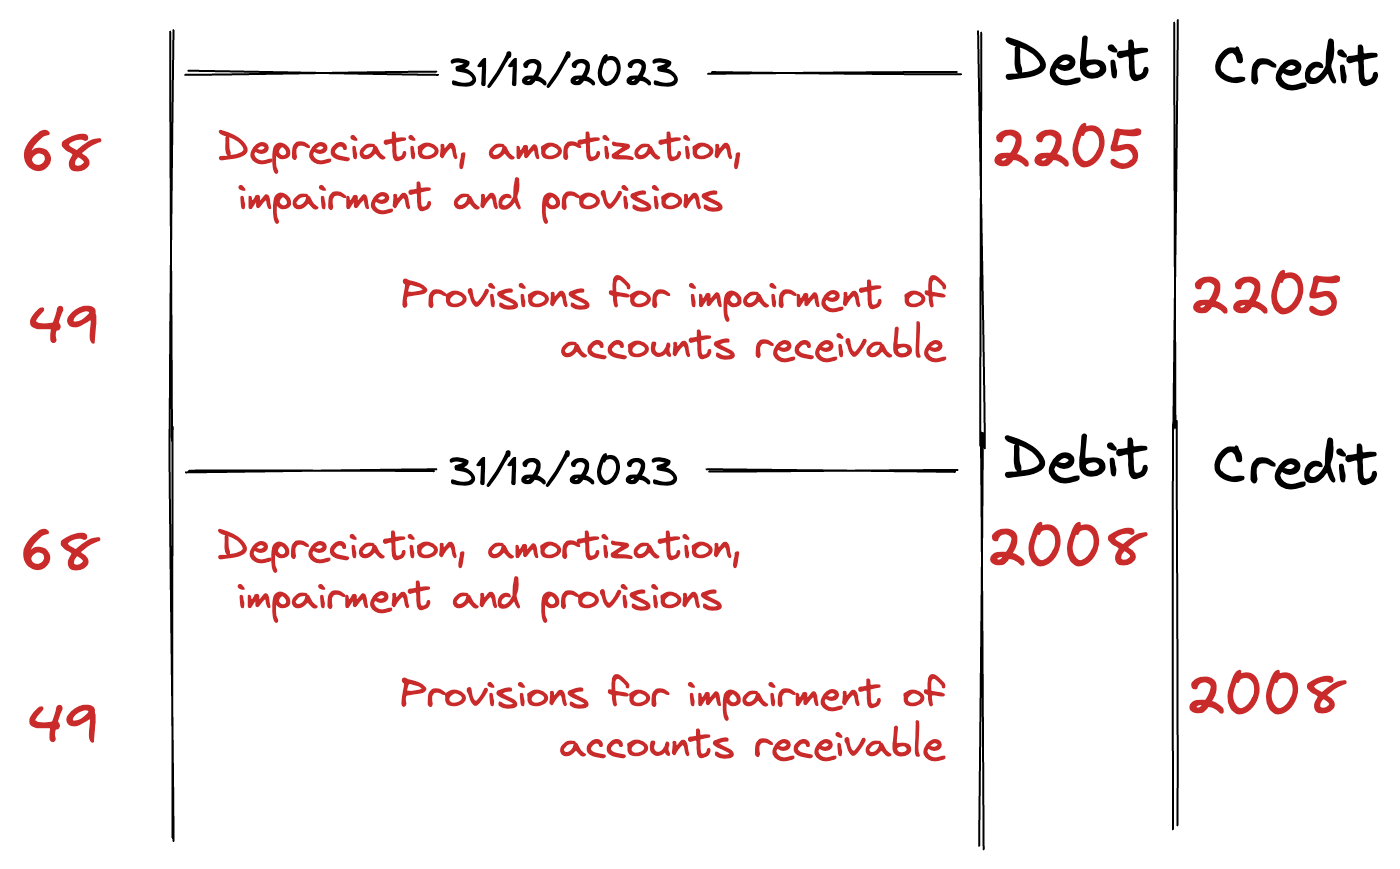 31/12/2023 Debit Credit
68 Depreciation, amortization, 2205
impairment and provisions
Provisions for impairment of 2205
49 accounts receivable
31/12/2023 Debit Credit
68 Depreciation, amortization, 2008
impairment and provisions
Provisions for impairment of 2008
49 accounts receivable